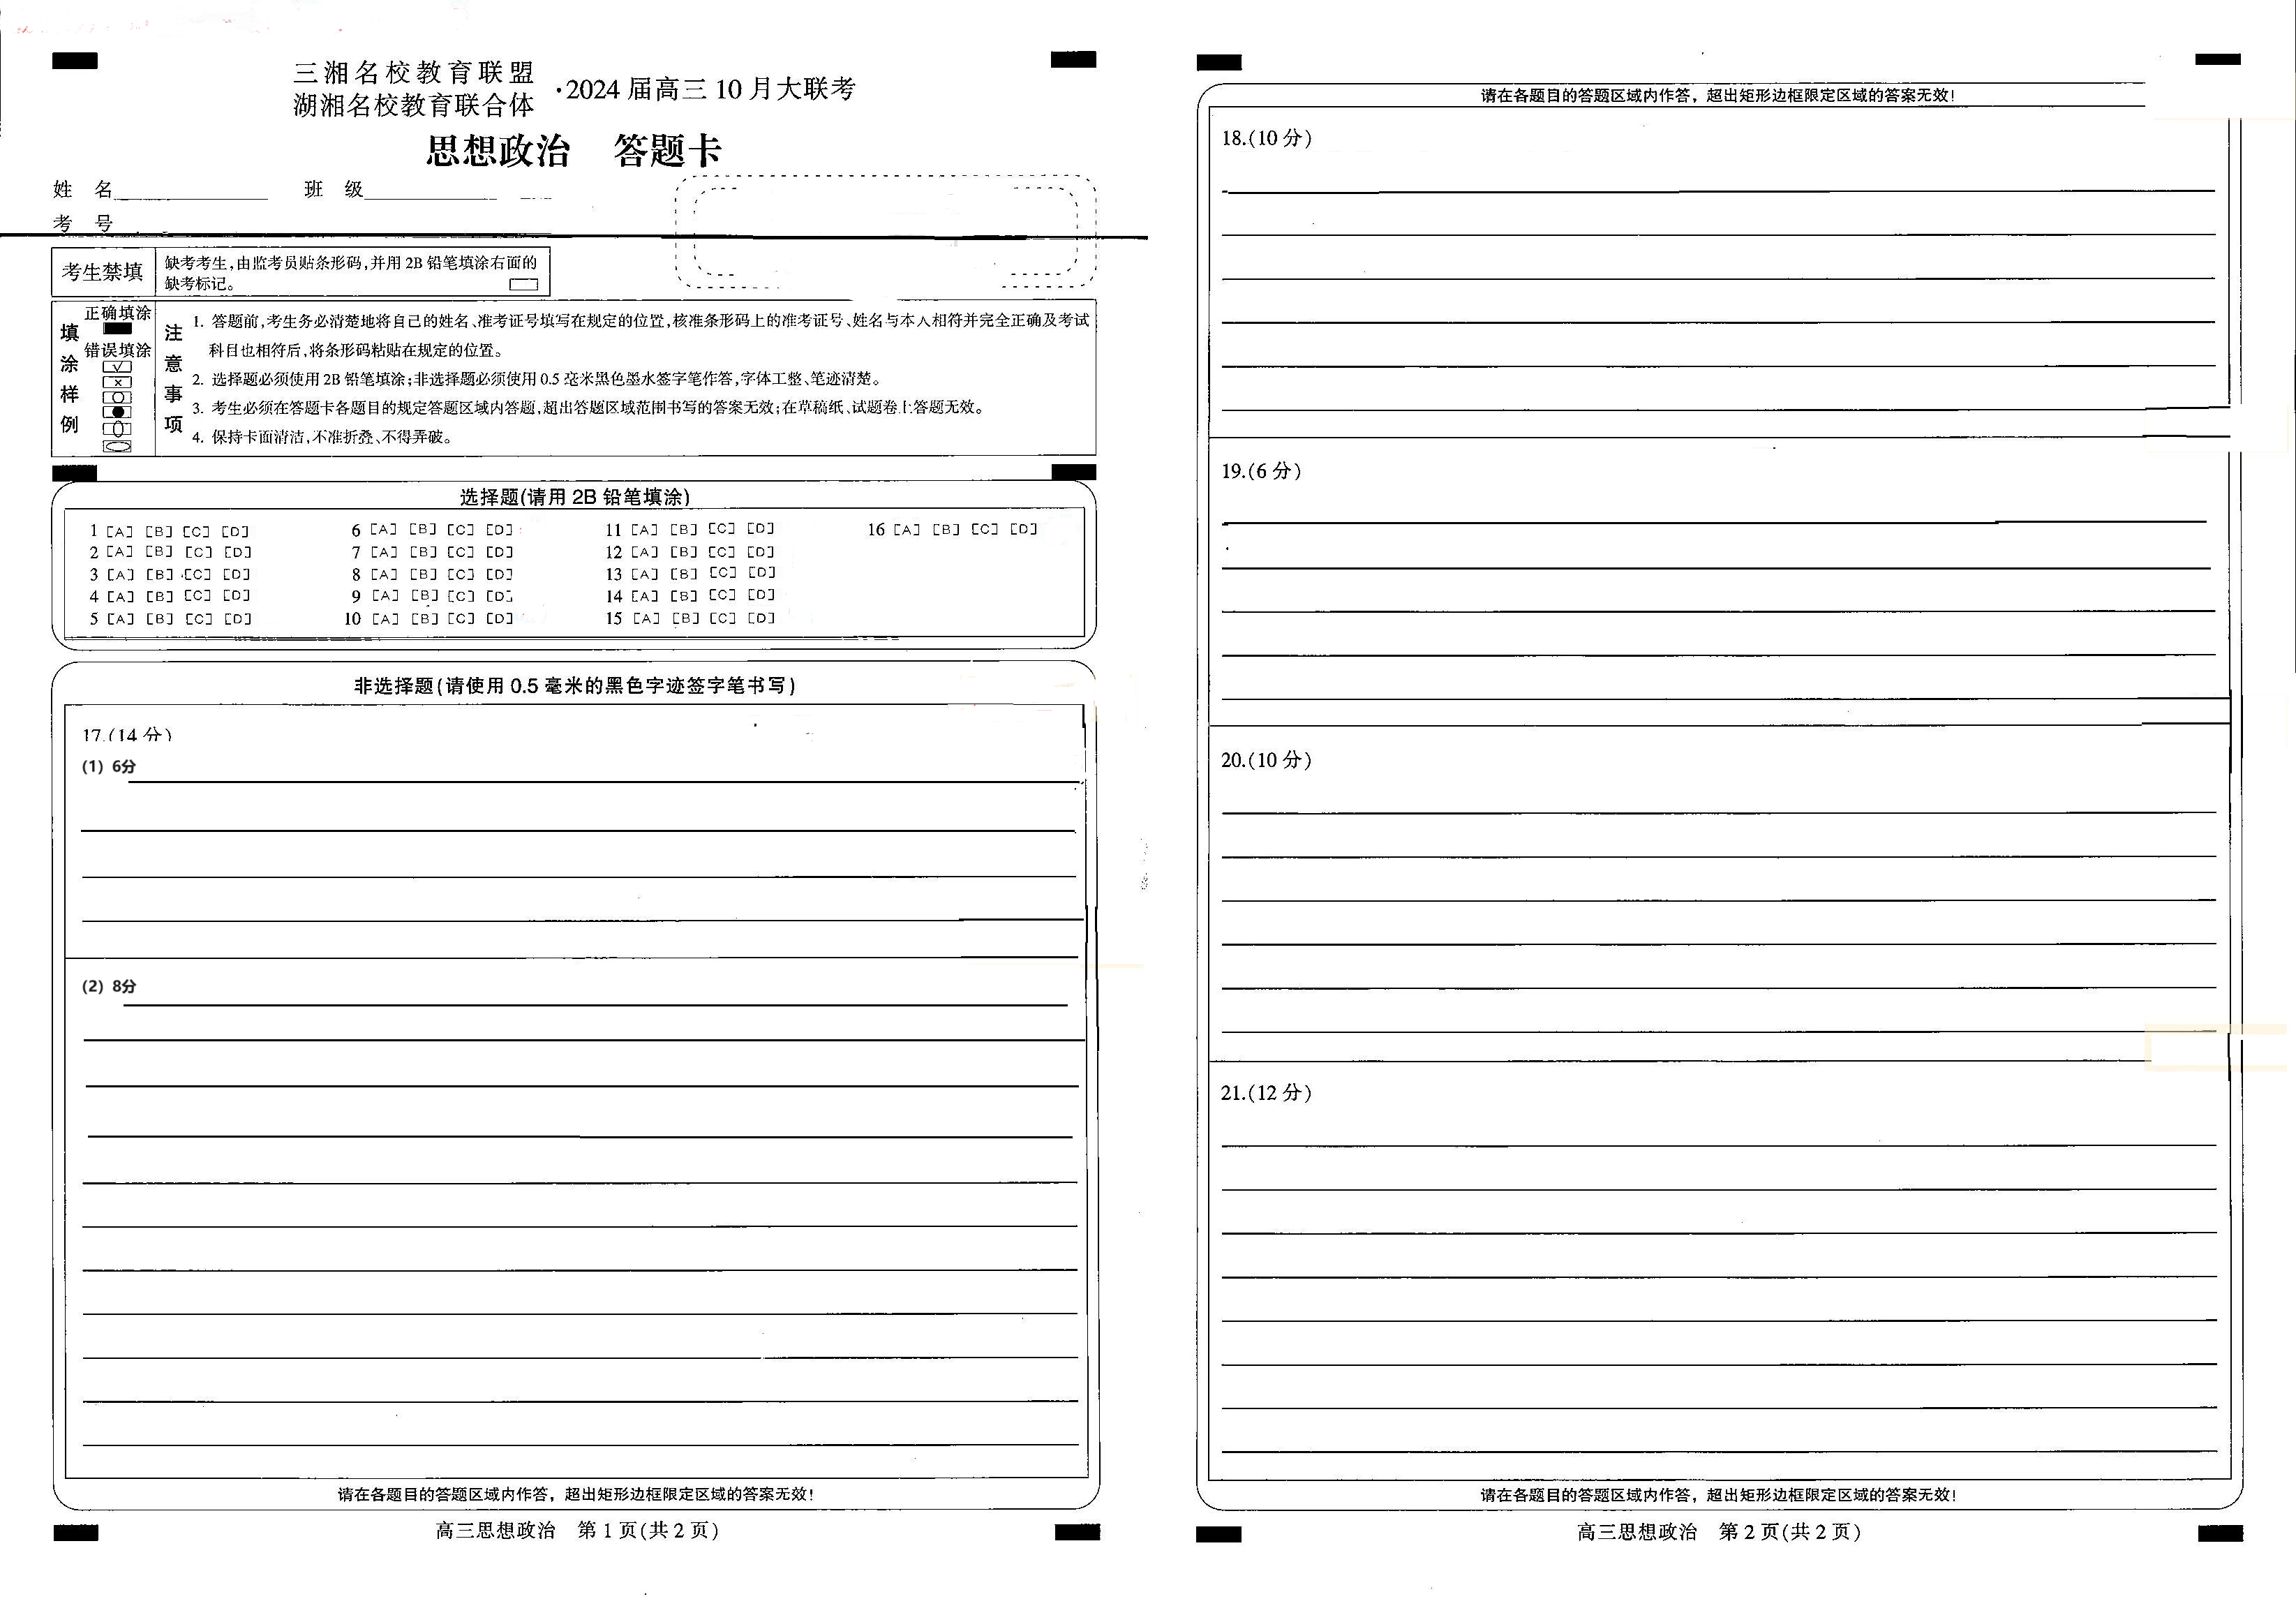 三湘名校教育联盟
湖湘名校教育联合体
·2024届高三10月大联考
思想政治 答题卡
姓 名 班 级
考 号
考生禁填
缺考考生,由监考员贴条形码,并用2B铅笔填涂右面的
缺考标记。
填涂样例
正确填涂
错误填涂
注意事项
1. 答题前,考生务必清楚地将自己的姓名、准考证号填写在规定的位置,核准条形码上的准考证号、姓名与本人相符并完全正确及考试
科目也相符后,将条形码粘贴在规定的位置。
2. 选择题必须使用2B铅笔填涂;非选择题必须使用0.5毫米黑色墨水签字笔作答,字体工整、笔迹清楚。
3. 考生必须在答题卡各题目的规定答题区域内答题,超出答题区域范围书写的答案无效;在草稿纸、试题卷上答题无效。
4. 保持卡面清洁,不准折叠、不得弄破。
选择题(请用2B铅笔填涂)
1 [A] [B] [C] [D] 6 [A] [B] [C] [D] 11 [A] [B] [C] [D] 16 [A] [B] [C] [D]
2 [A] [B] [C] [D] 7 [A] [B] [C] [D] 12 [A] [B] [C] [D]
3 [A] [B] [C] [D] 8 [A] [B] [C] [D] 13 [A] [B] [C] [D]
4 [A] [B] [C] [D] 9 [A] [B] [C] [D] 14 [A] [B] [C] [D]
5 [A] [B] [C] [D] 10 [A] [B] [C] [D] 15 [A] [B] [C] [D]
非选择题(请使用0.5毫米的黑色字迹签字笔书写)
17.(14分)
(1) 6分
(2) 8分
请在各题目的答题区域内作答，超出矩形边框限定区域的答案无效!
高三思想政治 第1页(共2页)
请在各题目的答题区域内作答，超出矩形边框限定区域的答案无效!
18.(10分)
19.(6分)
20.(10分)
21.(12分)
请在各题目的答题区域内作答，超出矩形边框限定区域的答案无效!
高三思想政治 第2页(共2页)